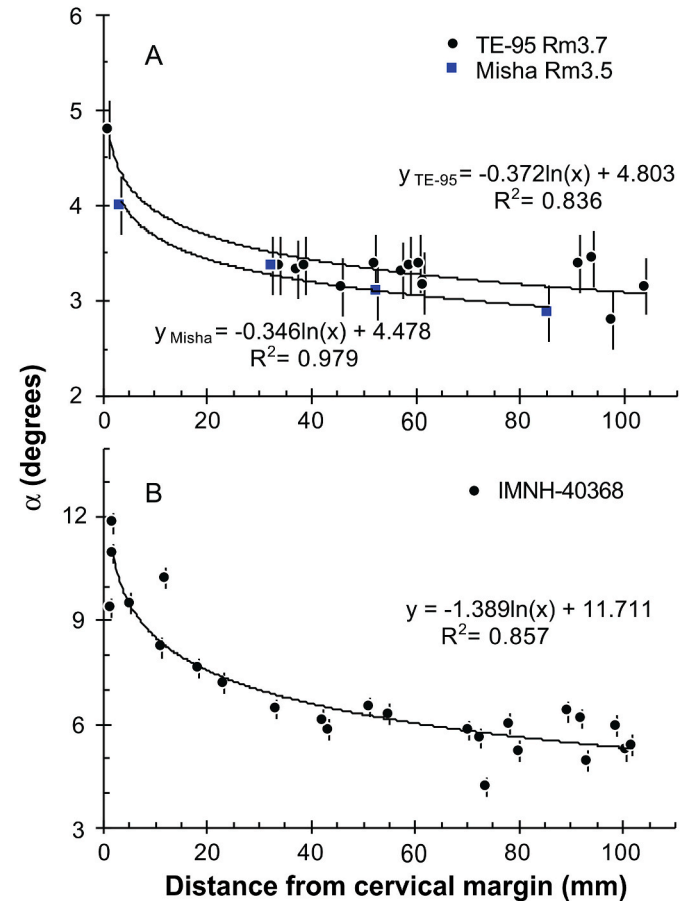 6
A
TE-95 Rm3.7
Misha Rm3.5
5
y TE-95 = -0.372ln(x) + 4.803
R²= 0.836
4
3
y Misha = -0.346ln(x) + 4.478
R²= 0.979
2
0 20 40 60 80 100
α (degrees)
B
IMNH-40368
12
y = -1.389ln(x) + 11.711
R²= 0.857
9
6
3
0 20 40 60 80 100
Distance from cervical margin (mm)